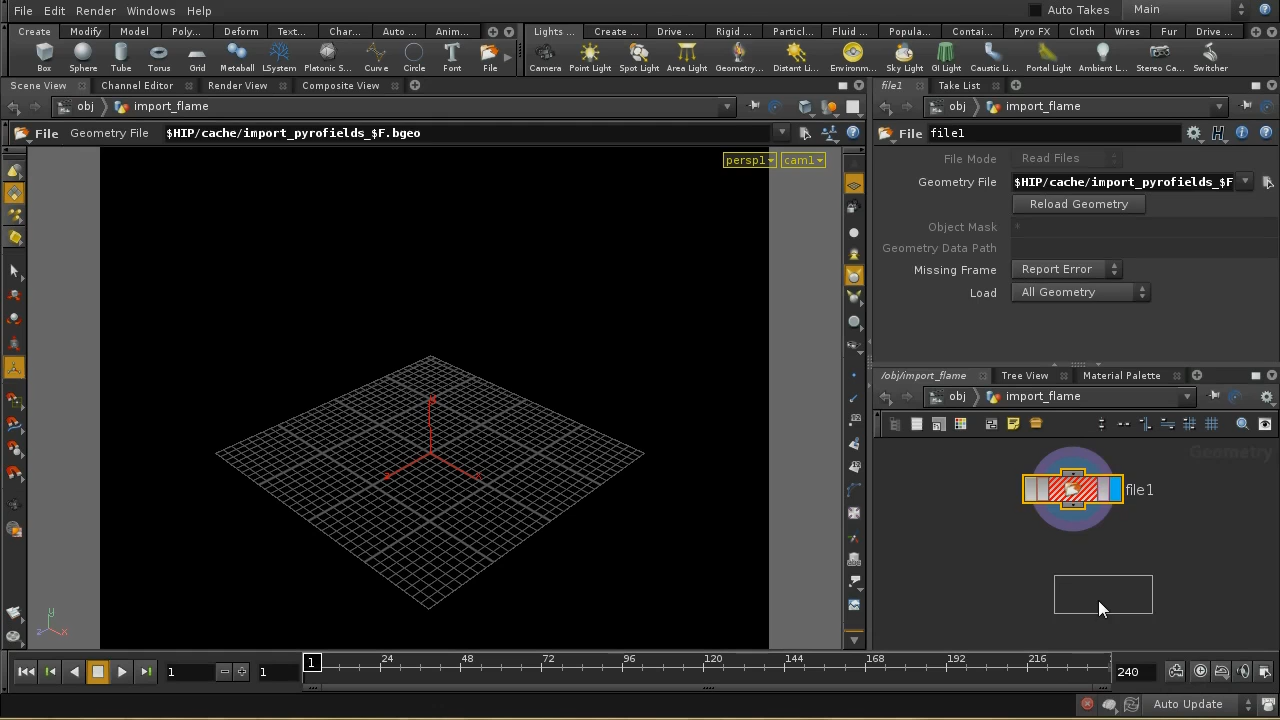 File Edit Render Windows Help Auto Takes Main
Create Modify Model Poly... Deform Text... Char... Auto ... Anim... Lights ... Create ... Drive ... Rigid ... Particl... Fluid ... Popula... Contai... Pyro FX Cloth Wires Fur Drive ...
Box Sphere Tube Torus Grid Metaball LSystem Platonic S... Curve Circle Font File Camera Point Light Spot Light Area Light Geometry... Distant Li... Environm... Sky Light GI Light Caustic Li... Portal Light Ambient L... Stereo Ca... Switcher
Scene View Channel Editor Render View Composite View
obj import_flame
File Geometry File $HIP/cache/import_pyrofields_$F.bgeo
persp1 cam1
y
z x
file1 Take List
obj import_flame
File file1
File Mode Read Files
Geometry File $HIP/cache/import_pyrofields_$F
Reload Geometry
Object Mask *
Geometry Data Path
Missing Frame Report Error
Load All Geometry
/obj/import_flame Tree View Material Palette
obj import_flame
Geometry
file1
1 1 1 24 48 72 96 120 144 168 192 216 240
Auto Update